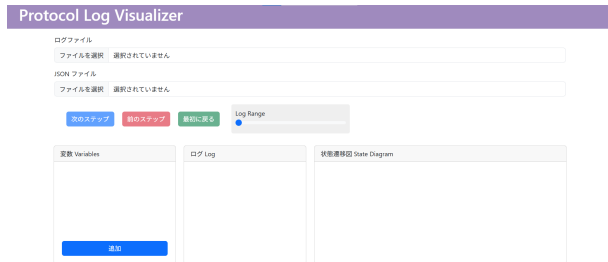 Protocol Log Visualizer
ログファイル
ファイルを選択 選択されていません
JSON ファイル
ファイルを選択 選択されていません
次のステップ 前のステップ 最初に戻る Log Range
変数 Variables ログ Log 状態遷移図 State Diagram
追加